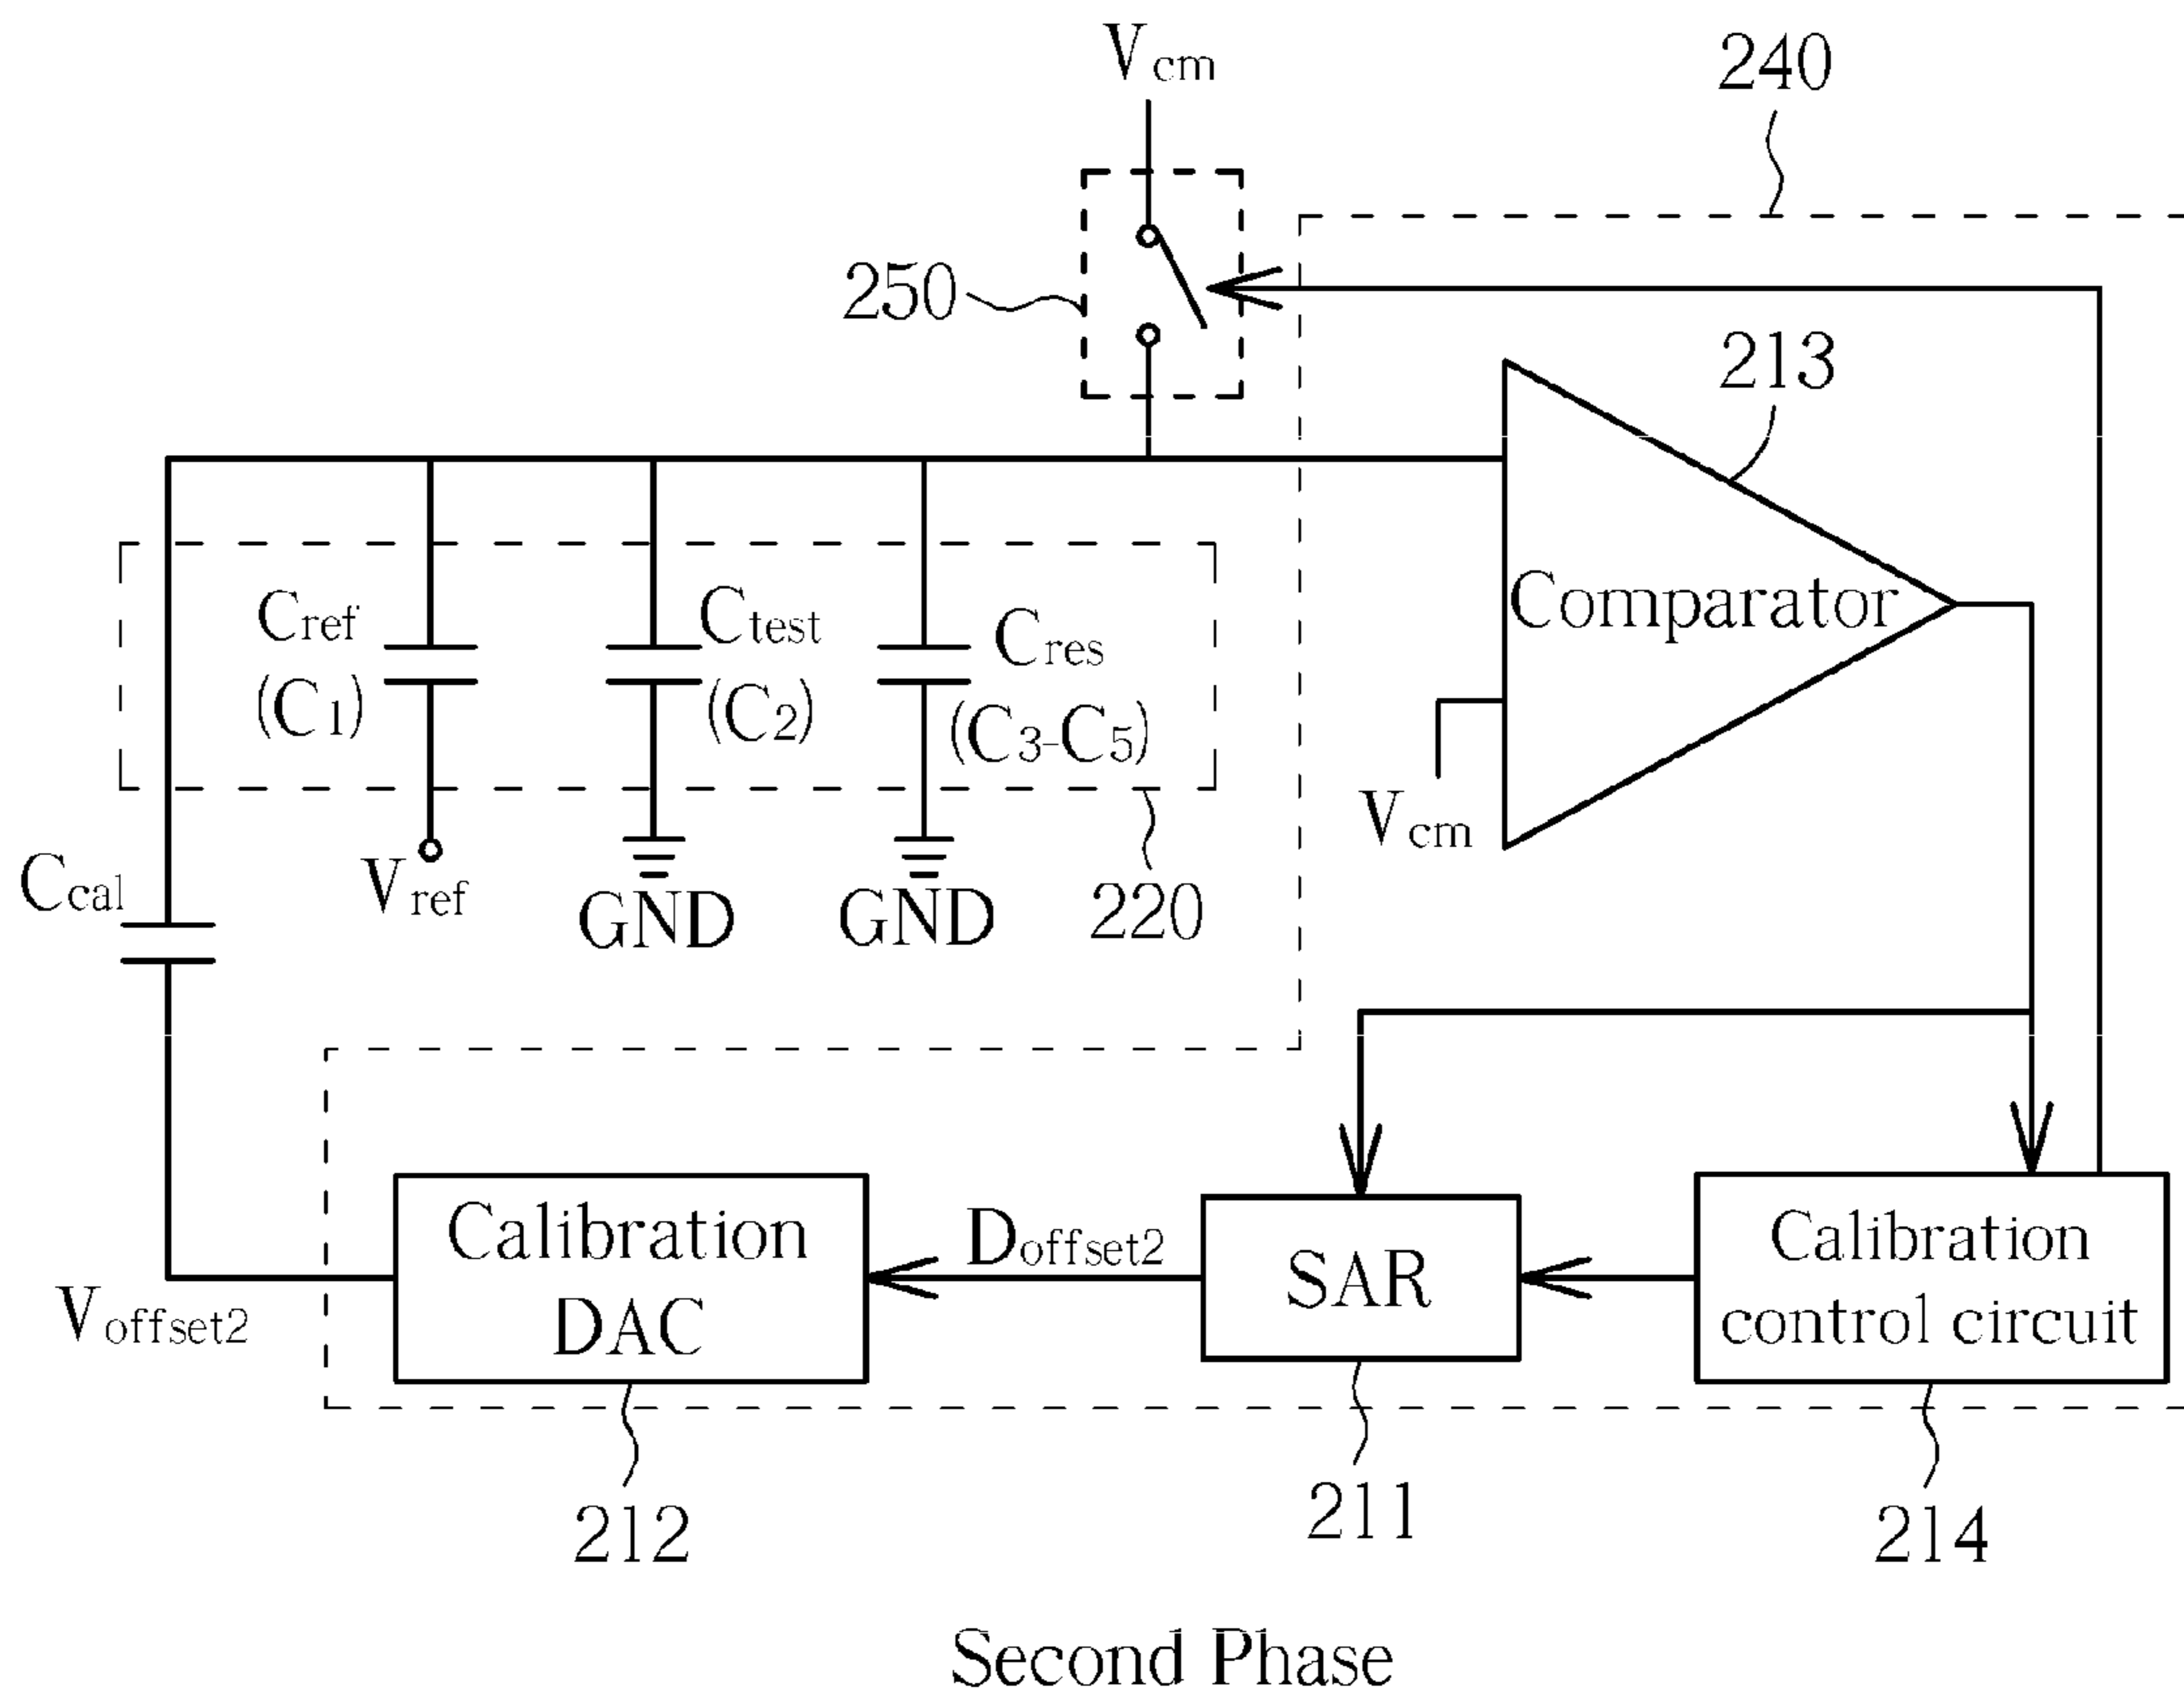 Vcm
240
250
213
Cref
(C1)
Ctest
(C2)
Cres
(C3-C5)
Comparator
Vcm
Ccal
Vref
GND
GND
220
Calibration
DAC
Doffset2
SAR
Calibration
control circuit
Voffset2
212
211
214
Second Phase